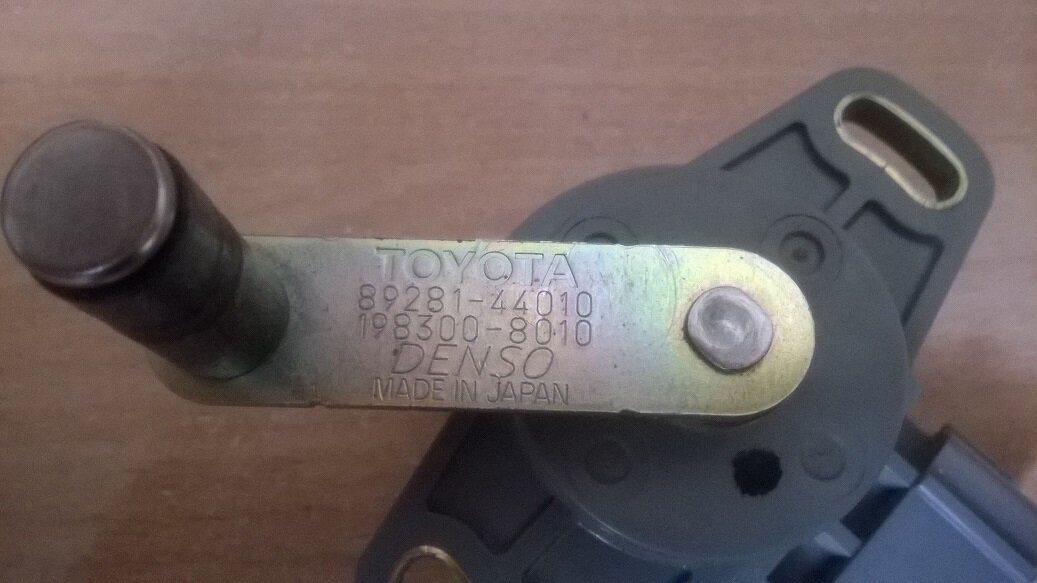 TOYOTA
89281-44010
198300-8010
DENSO
MADE IN JAPAN